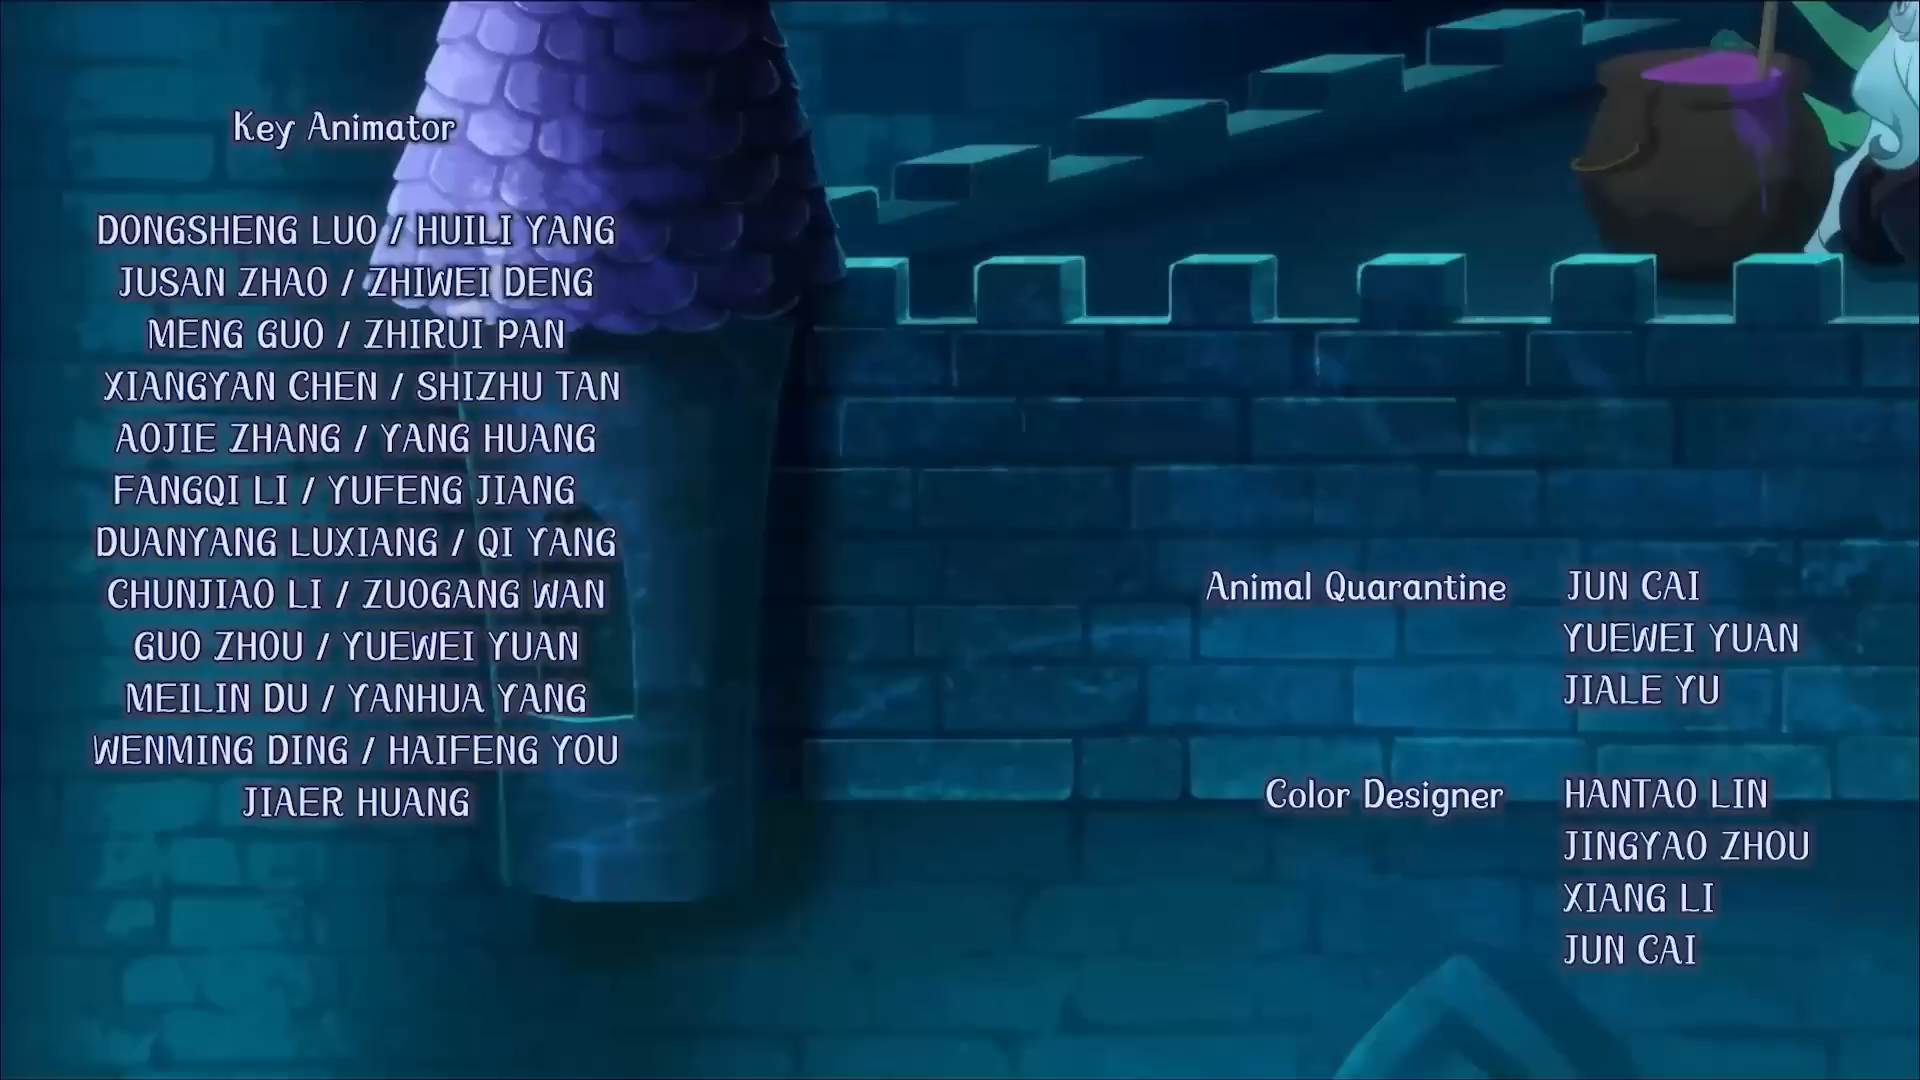 Key Animator
DONGSHENG LUO / HUILI YANG
JUSAN ZHAO / ZHIWEI DENG
MENG GUO / ZHIRUI PAN
XIANGYAN CHEN / SHIZHU TAN
AOJIE ZHANG / YANG HUANG
FANGQI LI / YUFENG JIANG
DUANYANG LUXIANG / QI YANG
CHUNJIAO LI / ZUOGANG WAN
GUO ZHOU / YUEWEI YUAN
MEILIN DU / YANHUA YANG
WENMING DING / HAIFENG YOU
JIAER HUANG
Animal Quarantine JUN CAI
YUEWEI YUAN
JIALE YU
Color Designer HANTAO LIN
JINGYAO ZHOU
XIANG LI
JUN CAI